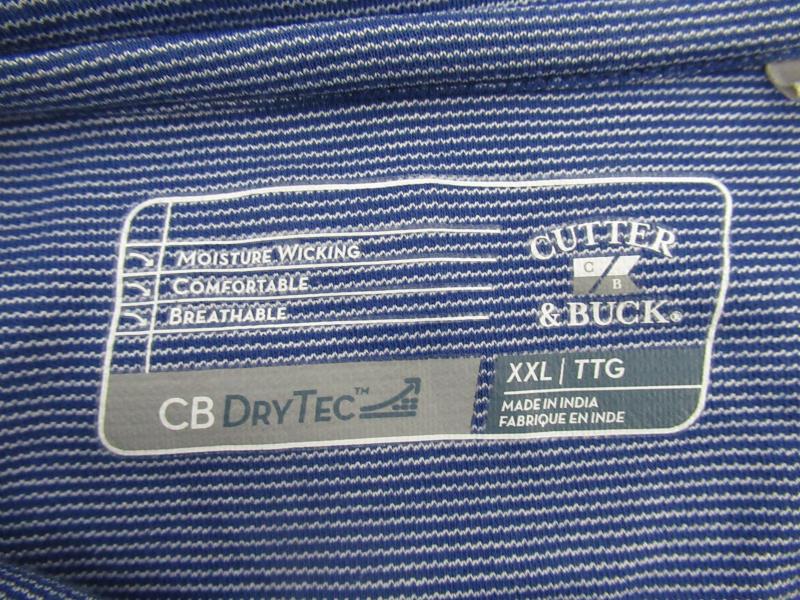 MOISTURE WICKING
COMFORTABLE
BREATHABLE
CUTTER
C
B
& BUCK®
CB DRYTEC™
XXL | TTG
MADE IN INDIA
FABRIQUE EN INDE